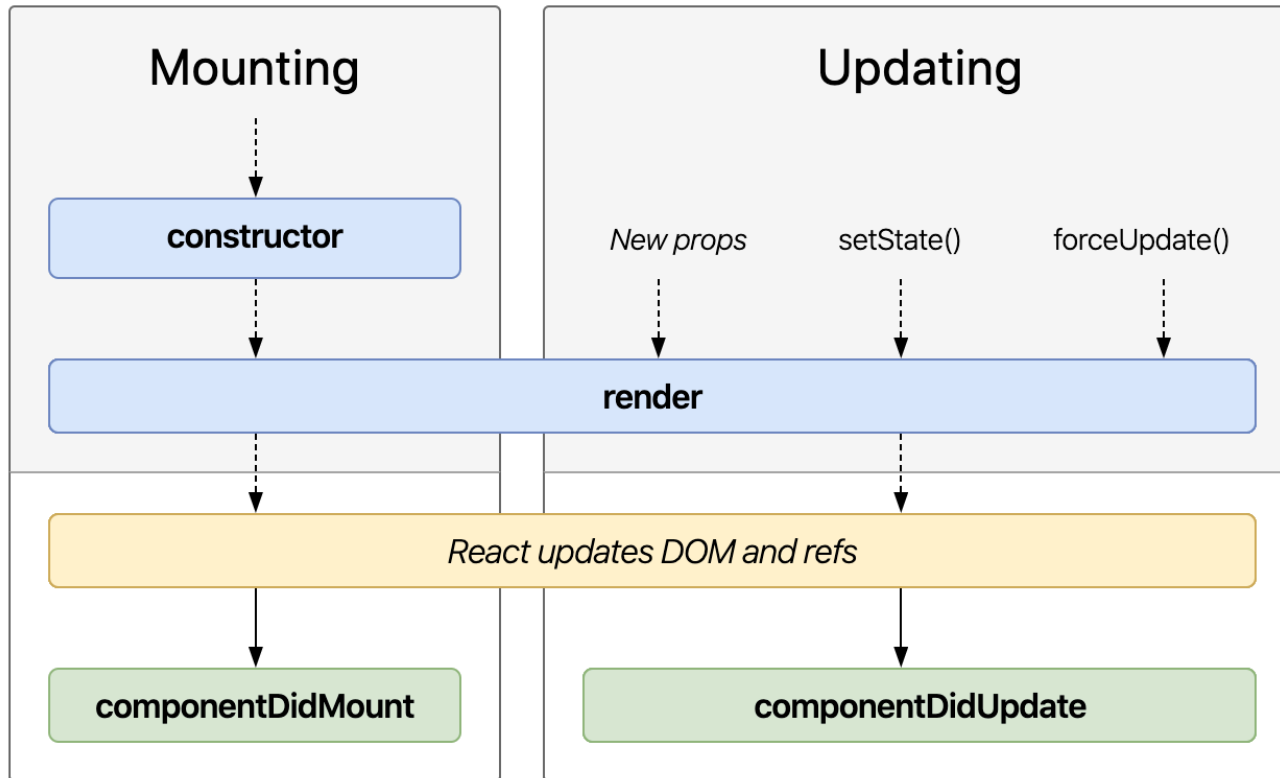 Mounting
Updating
constructor
New props
setState()
forceUpdate()
render
React updates DOM and refs
componentDidMount
componentDidUpdate